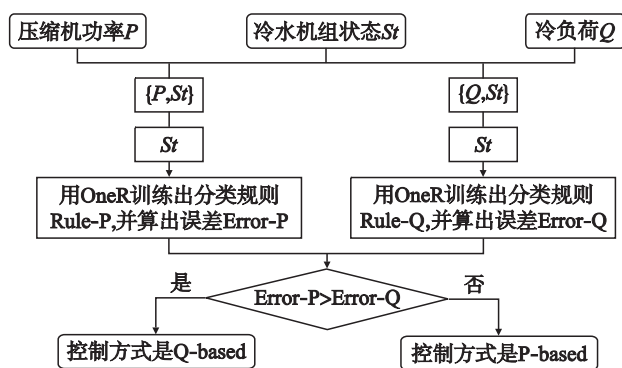 压缩机功率P
冷水机组状态St
冷负荷Q
{P,St}
{Q,St}
St
St
用OneR训练出分类规则
Rule-P,并算出误差Error-P
用OneR训练出分类规则
Rule-Q,并算出误差Error-Q
是
Error-P>Error-Q
否
控制方式是Q-based
控制方式是P-based